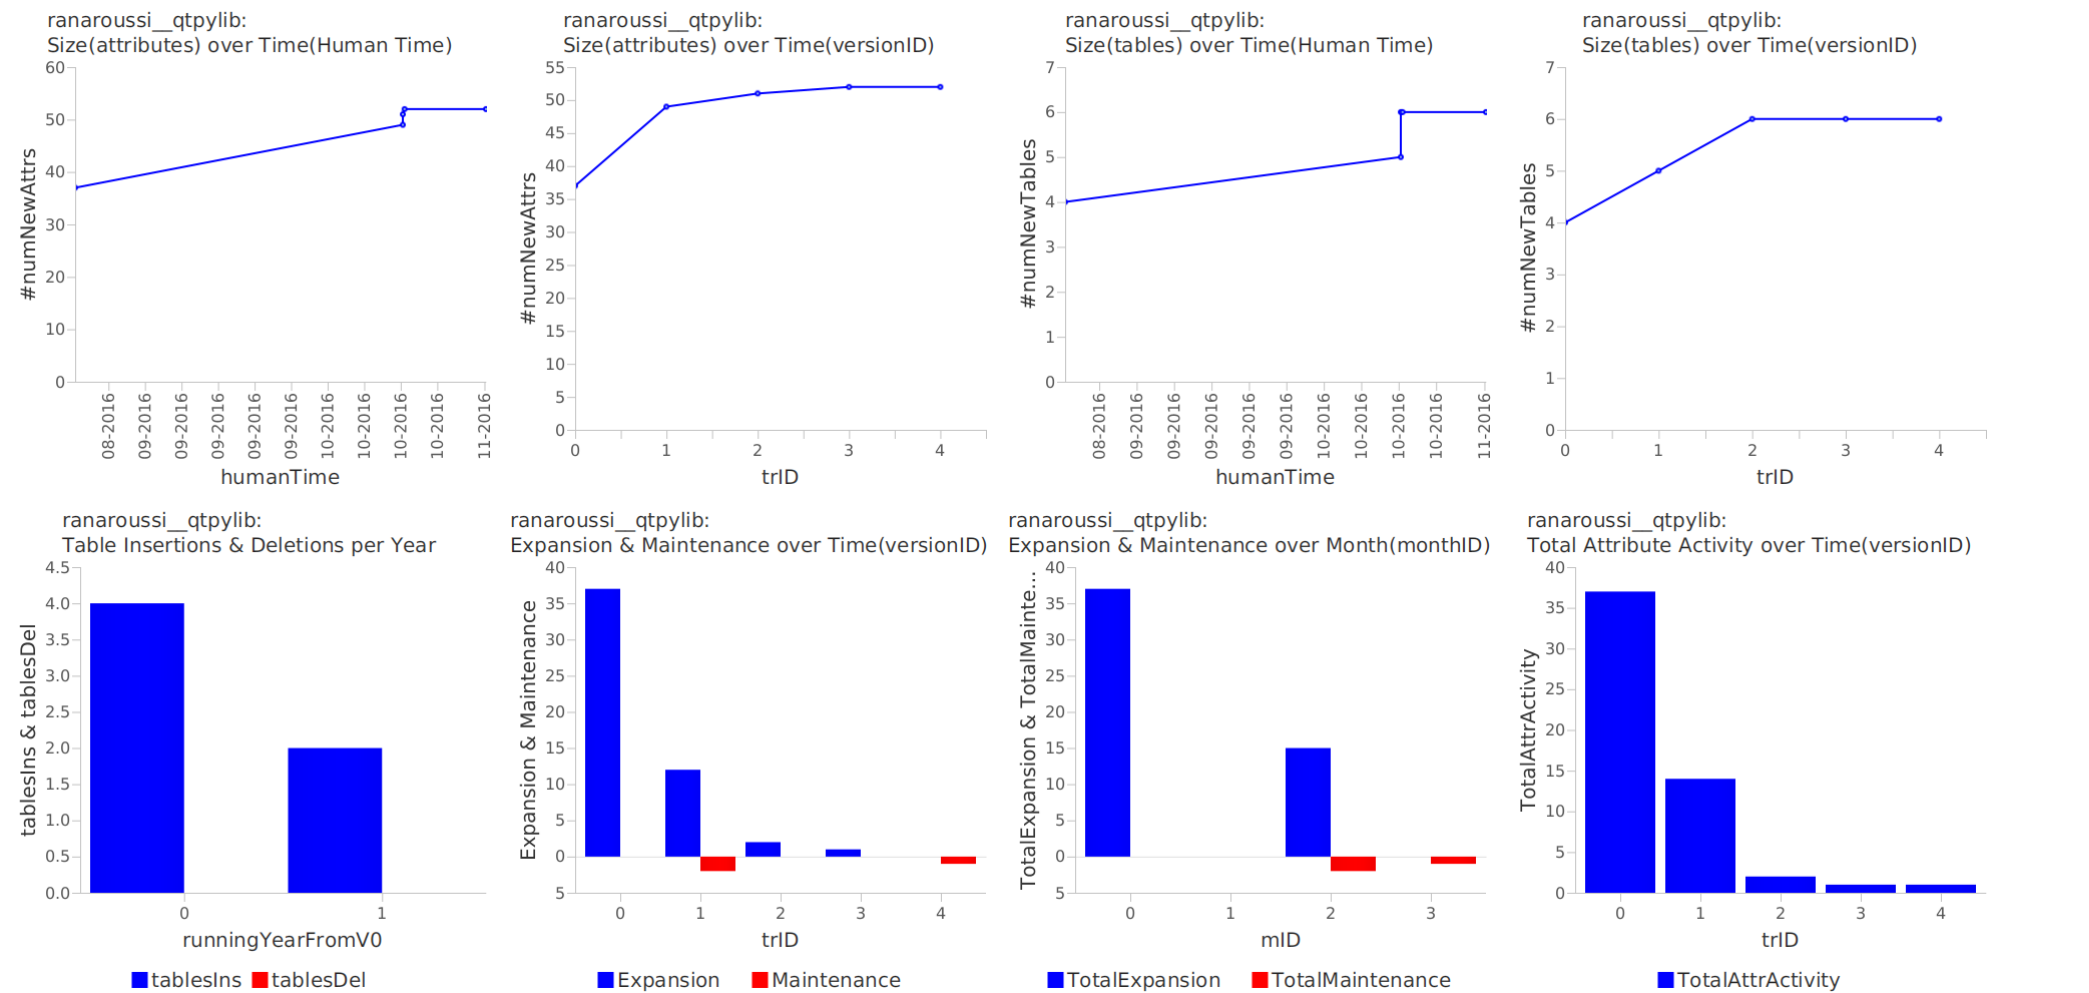 ranaroussi__qtpylib:
Size(attributes) over Time(Human Time)
60
50
40
30
20
10
0
#numNewAttrs
08-2016
09-2016
09-2016
09-2016
09-2016
09-2016
10-2016
10-2016
10-2016
10-2016
11-2016
humanTime
ranaroussi__qtpylib:
Size(attributes) over Time(versionID)
55
50
45
40
35
30
25
20
15
10
5
0
#numNewAttrs
0 1 2 3 4
trID
ranaroussi__qtpylib:
Size(tables) over Time(Human Time)
7
6
5
4
3
2
1
0
#numNewTables
08-2016
09-2016
09-2016
09-2016
09-2016
09-2016
10-2016
10-2016
10-2016
10-2016
11-2016
humanTime
ranaroussi__qtpylib:
Size(tables) over Time(versionID)
7
6
5
4
3
2
1
0
#numNewTables
0 1 2 3 4
trID
ranaroussi__qtpylib:
Table Insertions & Deletions per Year
4.5
4.0
3.5
3.0
2.5
2.0
1.5
1.0
0.5
0.0
tablesIns & tablesDel
0 1
runningYearFromV0
tablesIns tablesDel
ranaroussi__qtpylib:
Expansion & Maintenance over Time(versionID)
40
35
30
25
20
15
10
5
0
5
Expansion & Maintenance
0 1 2 3 4
trID
Expansion Maintenance
ranaroussi__qtpylib:
Expansion & Maintenance over Month(monthID)
40
35
30
25
20
15
10
5
0
5
TotalExpansion & TotalMainte...
0 1 2 3
mID
TotalExpansion TotalMaintenance
ranaroussi__qtpylib:
Total Attribute Activity over Time(versionID)
40
35
30
25
20
15
10
5
0
TotalAttrActivity
0 1 2 3 4
trID
TotalAttrActivity